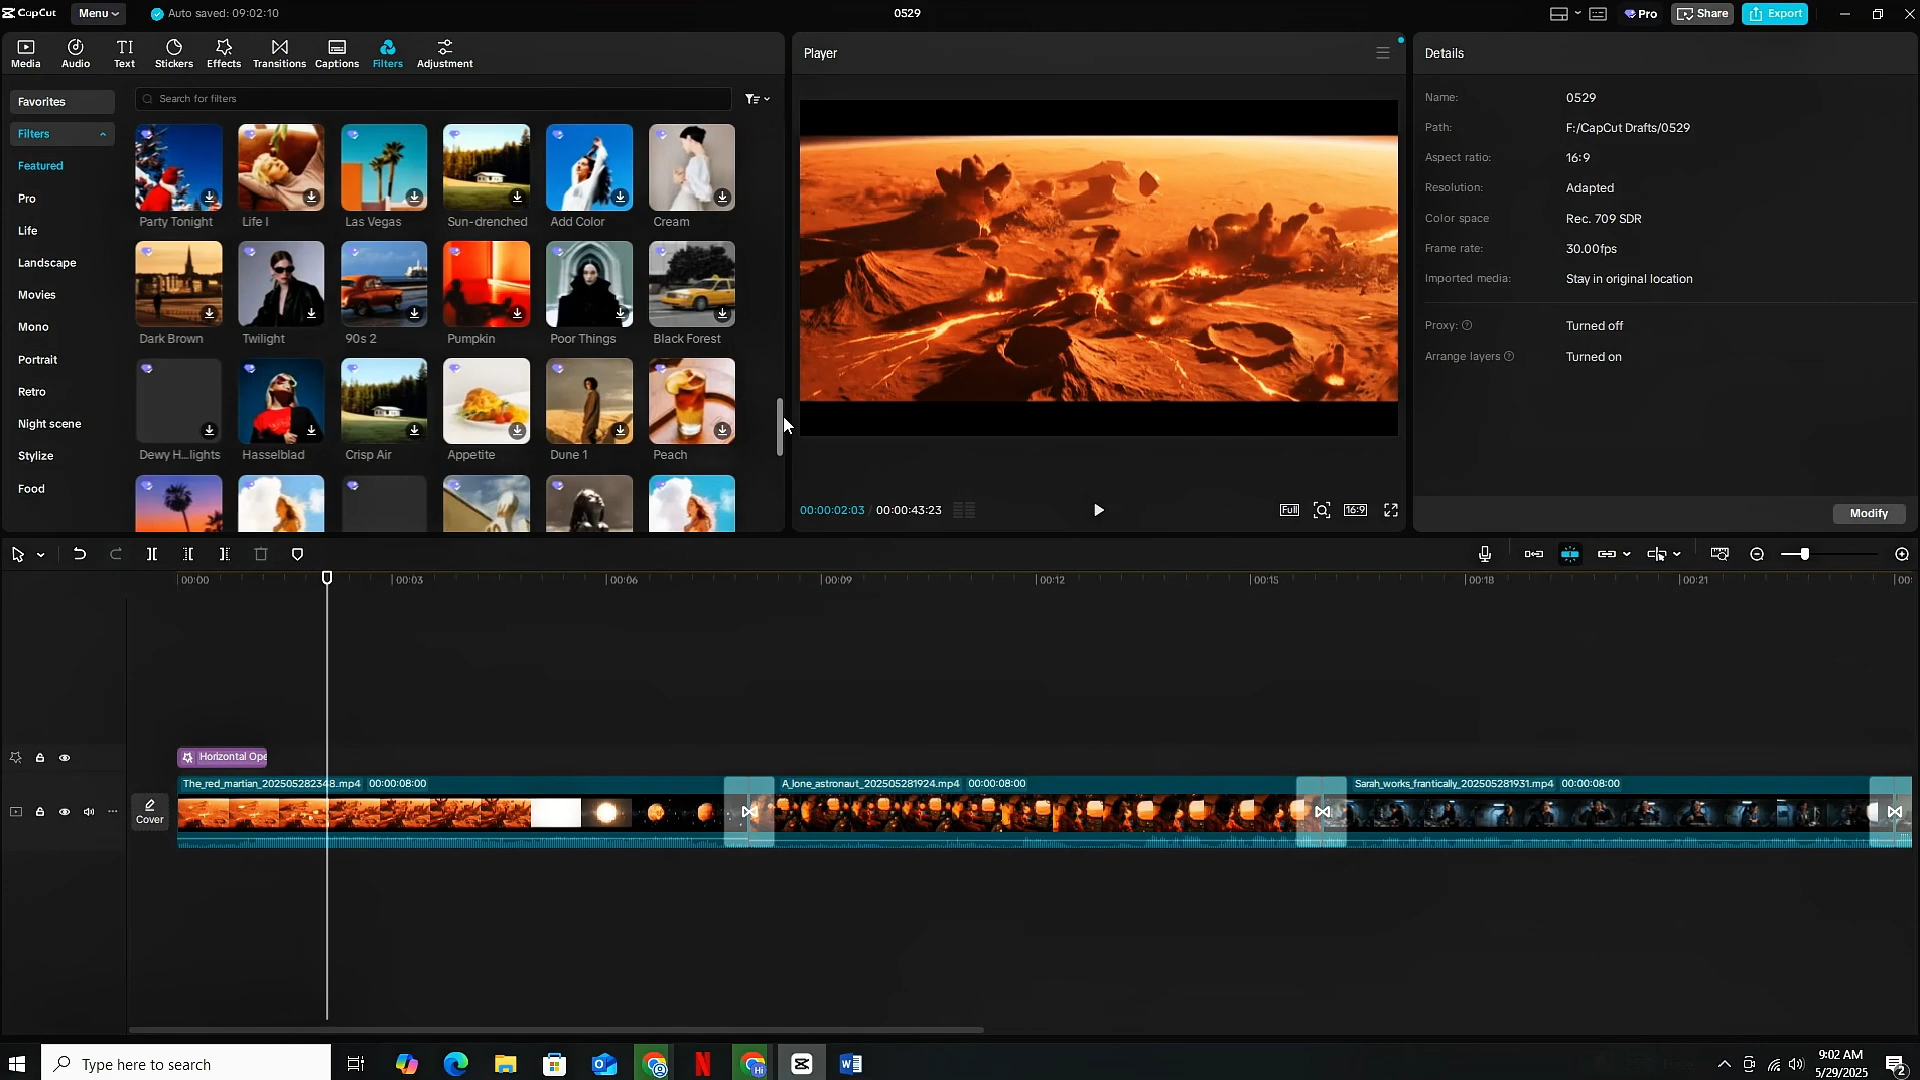 CapCut
Menu
Auto saved: 09:02:10
0529
Pro
Share
Export
Media
Audio
TI
Text
Stickers
Effects
Transitions
Captions
Filters
Adjustment
Player
Details
Favorites
Search for filters
Filters
Featured
Pro
Life
Landscape
Movies
Mono
Portrait
Retro
Night scene
Stylize
Food
Party Tonight
Life I
Las Vegas
Sun-drenched
Add Color
Cream
Dark Brown
Twilight
90s 2
Pumpkin
Poor Things
Black Forest
Dewy H...lights
Hasselblad
Crisp Air
Appetite
Dune 1
Peach
Name: 0529
Path: F:/CapCut Drafts/0529
Aspect ratio: 16:9
Resolution: Adapted
Color space Rec. 709 SDR
Frame rate: 30.00fps
Imported media: Stay in original location
Proxy: Turned off
Arrange layers Turned on
00:00:02:03 / 00:00:43:23
Full
16:9
Modify
00:00
00:03
00:06
00:09
00:12
00:15
00:18
00:21
00:
Horizontal Ope
The_red_martian_202505282348.mp4 00:00:08:00
A_lone_astronaut_202505281924.mp4 00:00:08:00
Sarah_works_frantically_202505281931.mp4 00:00:08:00
Cover
Type here to search
Hi
9:02 AM
5/29/2025
2